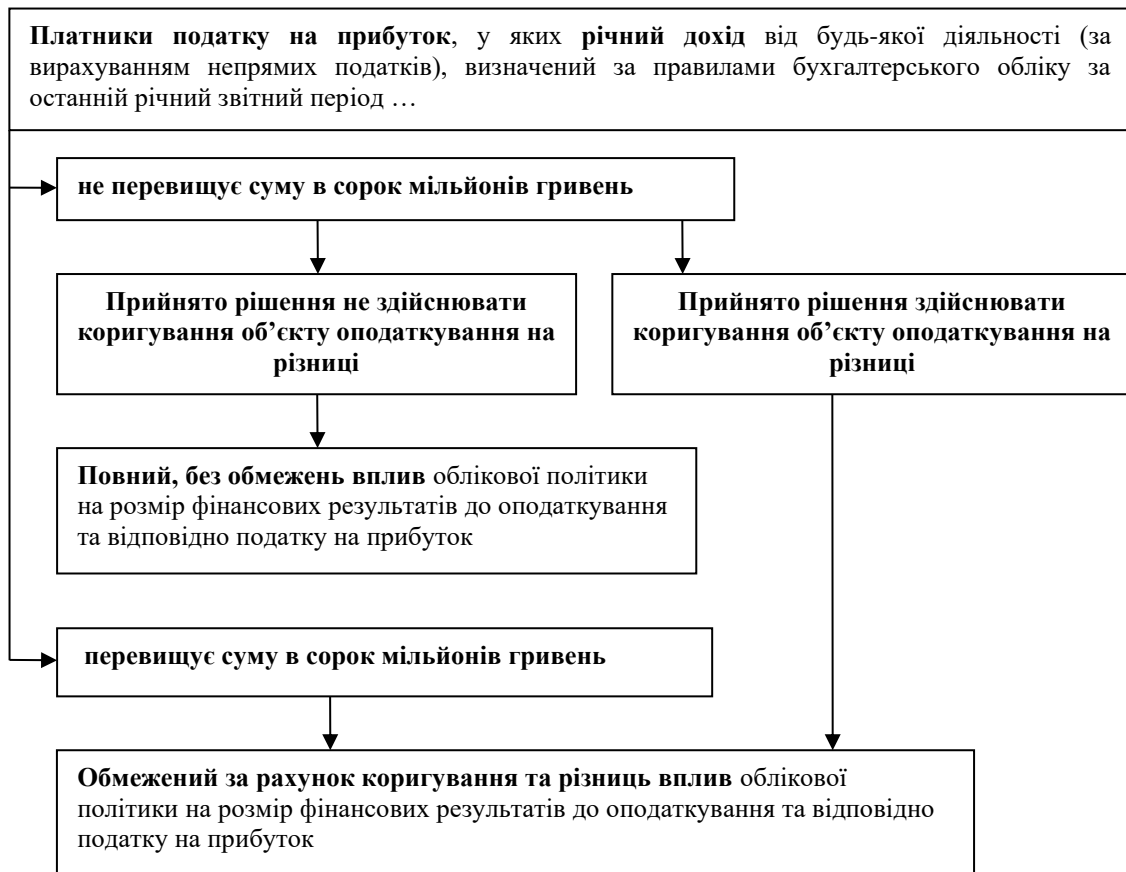 Платники податку на прибуток, у яких річний дохід від будь-якої діяльності (за
вирахуванням непрямих податків), визначений за правилами бухгалтерського обліку за
останній річний звітний період …
не перевищує суму в сорок мільйонів гривень
Прийнято рішення не здійснювати
коригування об’єкту оподаткування на
різниці
Прийнято рішення здійснювати
коригування об’єкту оподаткування на
різниці
Повний, без обмежень вплив облікової політики
на розмір фінансових результатів до оподаткування
та відповідно податку на прибуток
перевищує суму в сорок мільйонів гривень
Обмежений за рахунок коригування та різниць вплив облікової
політики на розмір фінансових результатів до оподаткування та відповідно
податку на прибуток